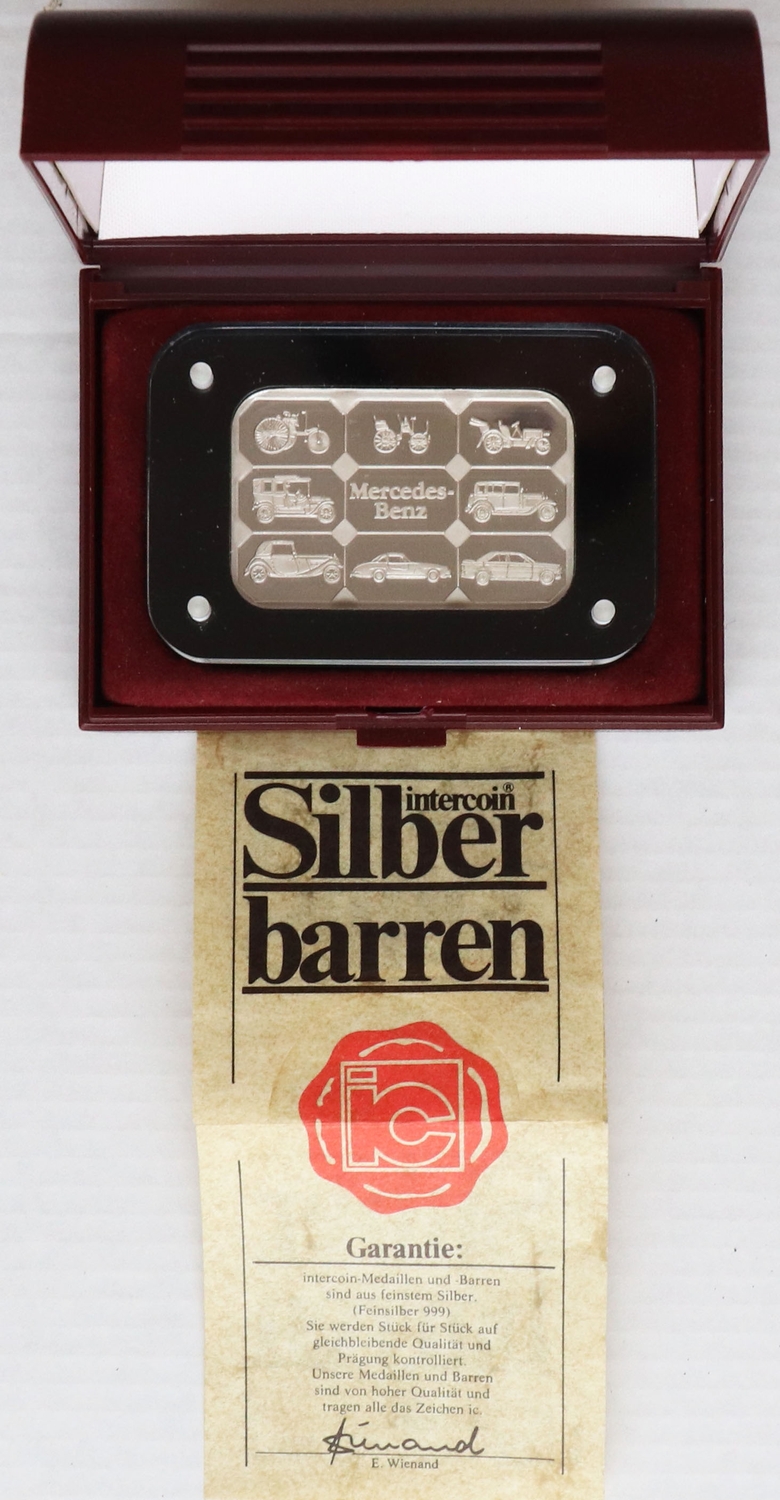 Mercedes-
Benz
intercoin®
Silber
barren
ic
Garantie:
intercoin-Medaillen und -Barren
sind aus feinstem Silber.
(Feinsilber 999)
Sie werden Stück für Stück auf
gleichbleibende Qualität und
Prägung kontrolliert.
Unsere Medaillen und Barren
sind von hoher Qualität und
tragen alle das Zeichen ic.
E. Wienand